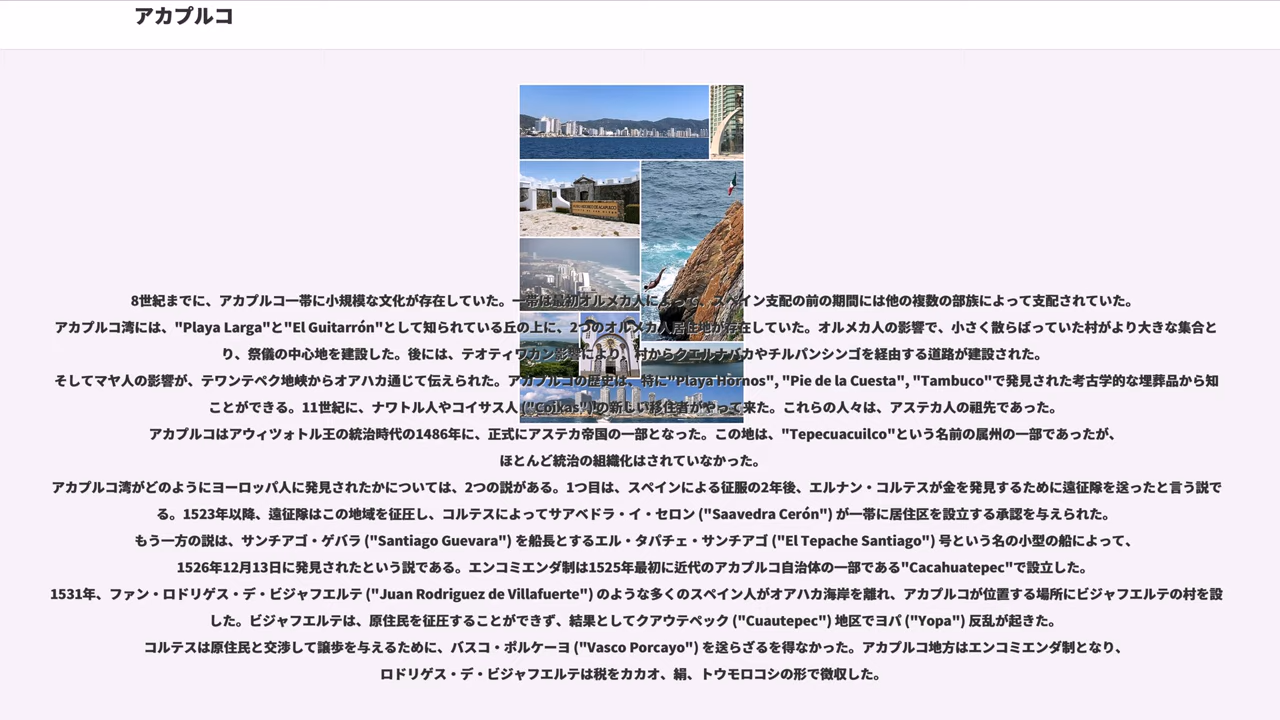 アカプルコ
8世紀までに、アカプルコ一帯に小規模な文化が存在していた。一帯は最初オルメカ人によって、スペイン支配の前の期間には他の複数の部族によって支配されていた。
アカプルコ湾には、"Playa Larga"と"El Guitarrón"として知られている丘の上に、2つのオルメカ人居住地が存在していた。オルメカ人の影響で、小さく散らばっていた村がより大きな集合と
り、祭儀の中心地を建設した。後には、テオティワカン影響により、村からクエルナバカやチルパンシンゴを経由する道路が建設された。
そしてマヤ人の影響が、テワンテペク地峡からオアハカ通じて伝えられた。アカプルコの歴史は、特に"Playa Hornos", "Pie de la Cuesta", "Tambuco"で発見された考古学的な埋葬品から知
ことができる。11世紀に、ナワトル人やコイサス人 ("Coixas") の新しい移住者がやって来た。これらの人々は、アステカ人の祖先であった。
アカプルコはアウィツォトル王の統治時代の1486年に、正式にアステカ帝国の一部となった。この地は、"Tepecuacuilco"という名前の属州の一部であったが、
ほとんど統治の組織化はされていなかった。
アカプルコ湾がどのようにヨーロッパ人に発見されたかについては、2つの説がある。1つ目は、スペインによる征服の2年後、エルナン・コルテスが金を発見するために遠征隊を送ったと言う説で
る。1523年以降、遠征隊はこの地域を征圧し、コルテスによってサアベドラ・イ・セロン ("Saavedra Cerón") が一帯に居住区を設立する承認を与えられた。
もう一方の説は、サンチアゴ・ゲバラ ("Santiago Guevara") を船長とするエル・タパチェ・サンチアゴ ("El Tepache Santiago") 号という名の小型の船によって、
1526年12月13日に発見されたという説である。エンコミエンダ制は1525年最初に近代のアカプルコ自治体の一部である"Cacahuatepec"で設立した。
1531年、ファン・ロドリゲス・デ・ビジャフエルテ ("Juan Rodriguez de Villafuerte") のような多くのスペイン人がオアハカ海岸を離れ、アカプルコが位置する場所にビジャフエルテの村を設
した。ビジャフエルテは、原住民を征圧することができず、結果としてクアウテペック ("Cuautepec") 地区でヨパ ("Yopa") 反乱が起きた。
コルテスは原住民と交渉して譲歩を与えるために、バスコ・ポルケーヨ ("Vasco Porcayo") を送らざるを得なかった。アカプルコ地方はエンコミエンダ制となり、
ロドリゲス・デ・ビジャフエルテは税をカカオ、絹、トウモロコシの形で徴収した。